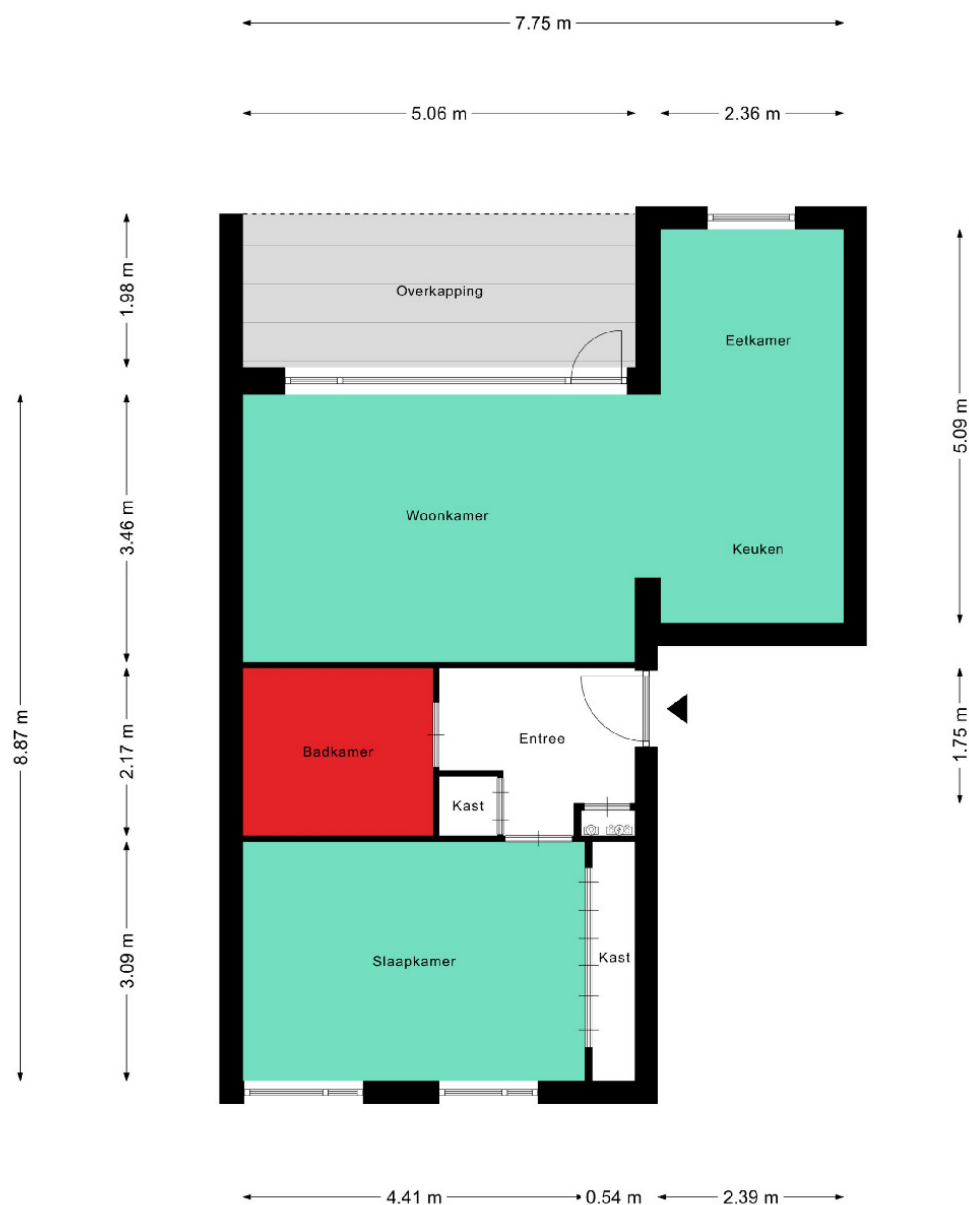 7.75 m
5.06 m
2.36 m
1.98 m
Overkapping
Eetkamer
5.09 m
3.46 m
Woonkamer
Keuken
8.87 m
2.17 m
Badkamer
Entree
1.75 m
Kast
3.09 m
Slaapkamer
Kast
4.41 m
0.54 m
2.39 m